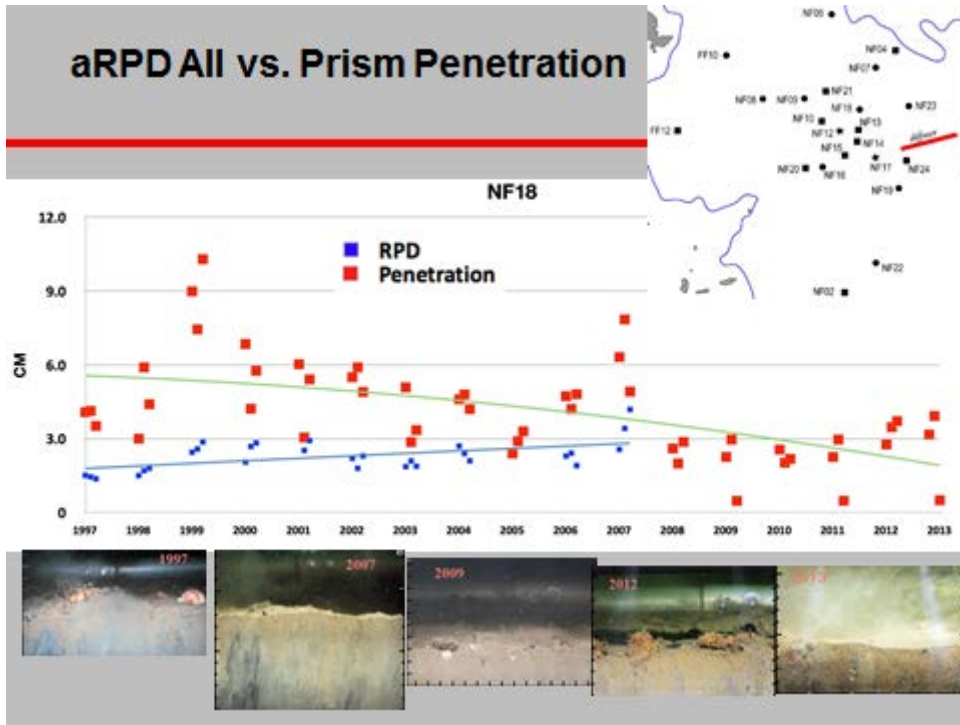 aRPD All vs. Prism Penetration
NF05
NF04
FF10
NF07
NF21
NF08
NF09
NF18
NF23
NF10
NF13
FF12
NF12
NF14
NF15
NF17
NF24
NF20
NF16
NF19
NF22
NF02
NF18
12.0
9.0
6.0
3.0
0
CM
RPD
Penetration
1997 1998 1999 2000 2001 2002 2003 2004 2005 2006 2007 2008 2009 2010 2011 2012 2013
1997
2007
2009
2012